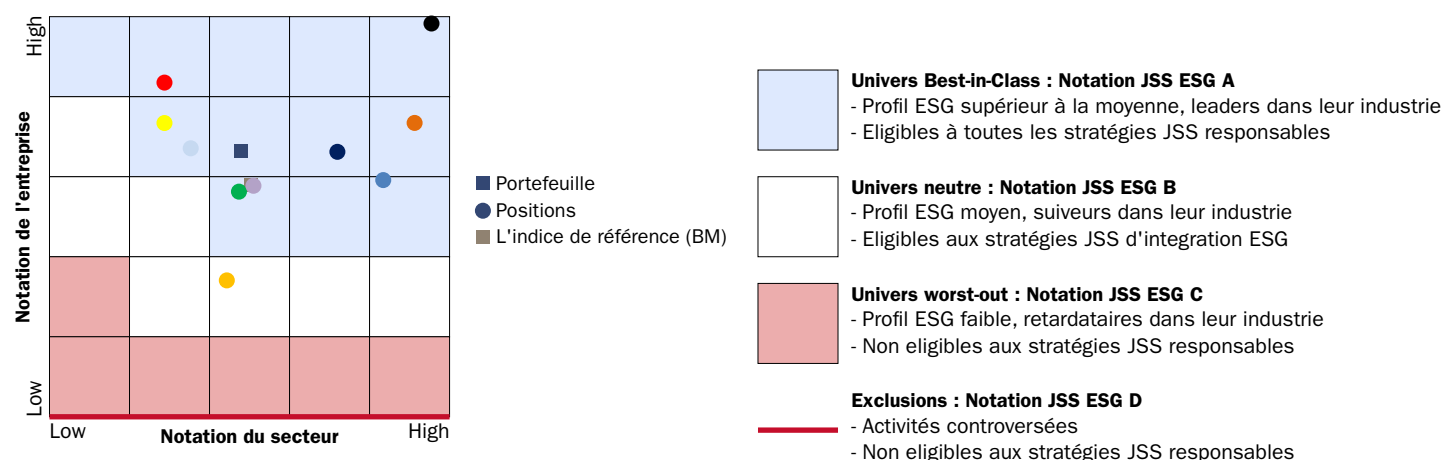 High
Notation de l'entreprise
Low
Low
Notation du secteur
High
Portefeuille
Positions
L'indice de référence (BM)
Univers Best-in-Class : Notation JSS ESG A
- Profil ESG supérieur à la moyenne, leaders dans leur industrie
- Eligibles à toutes les stratégies JSS responsables
Univers neutre : Notation JSS ESG B
- Profil ESG moyen, suiveurs dans leur industrie
- Eligibles aux stratégies JSS d'integration ESG
Univers worst-out : Notation JSS ESG C
- Profil ESG faible, retardataires dans leur industrie
- Non eligibles aux stratégies JSS responsables
Exclusions : Notation JSS ESG D
- Activités controversées
- Non eligibles aux stratégies JSS responsables